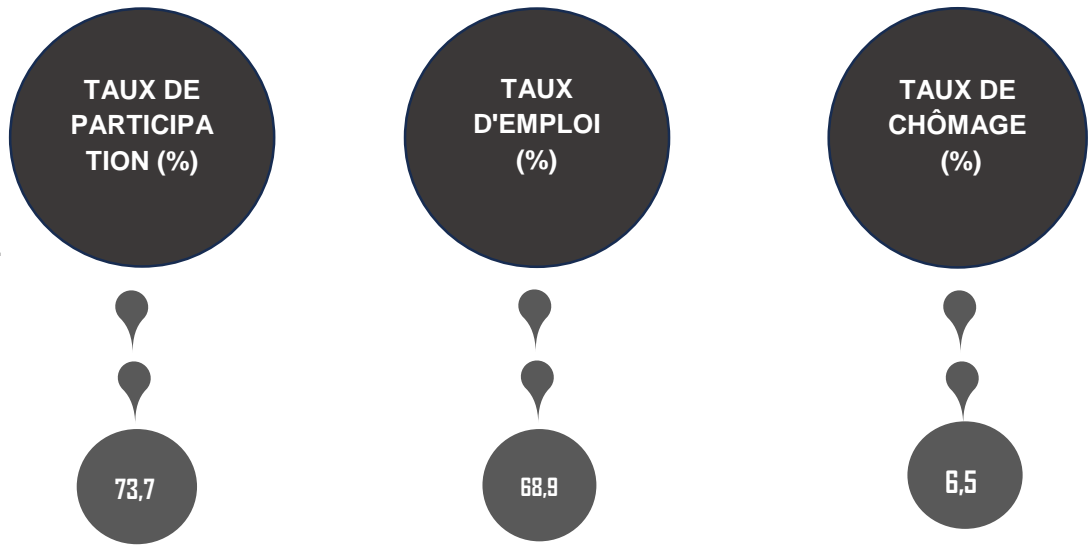 TAUX DE
PARTICIPA
TION (%)
TAUX
D'EMPLOI
(%)
TAUX DE
CHÔMAGE
(%)
73,7
68,9
6,5